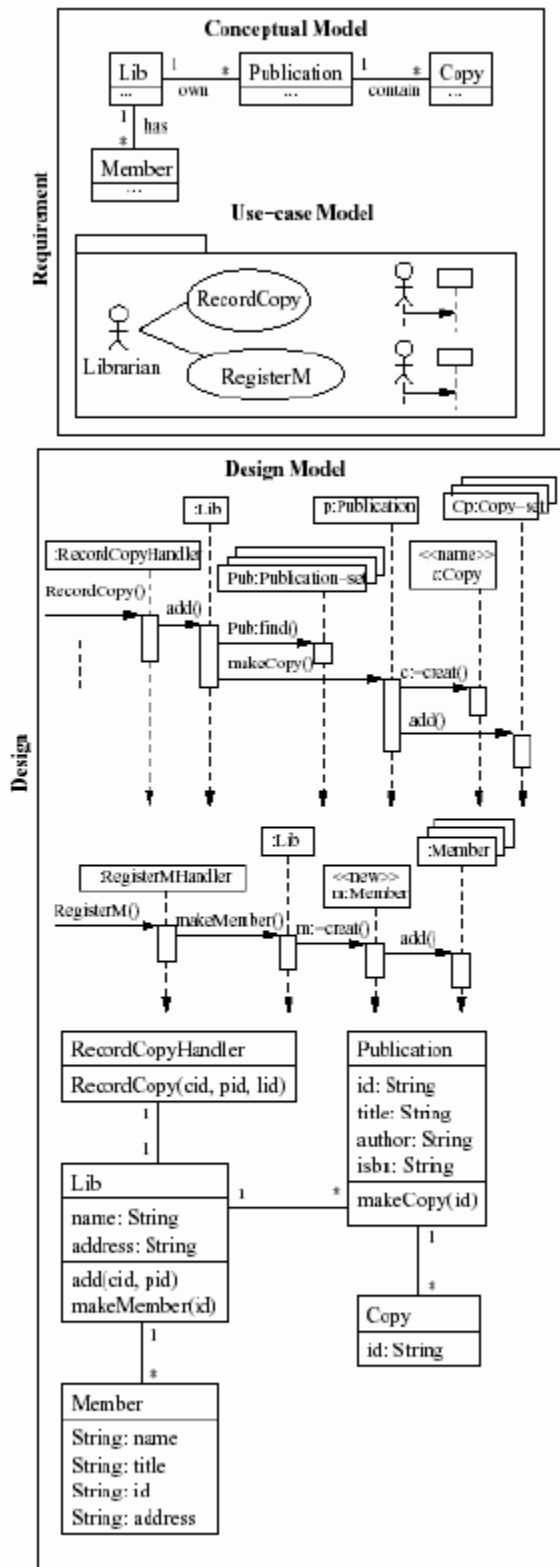 Conceptual Model
Lib
...
1
*
own
Publication
...
1
*
contain
Copy
...
1
*
has
Member
...
Requirement
Use-case Model
Librarian
RecordCopy
RegisterM
Design Model
Design
:RecordCopyHandler
:Lib
Pub:Publication-set
p:Publication
<<name>>
c:Copy
Cp:Copy-set
RecordCopy()
add()
Pub:find()
makeCopy()
c:=creat()
add()
:RegisterMHandler
:Lib
<<new>>
m:Member
:Member
RegisterM()
makeMember()
m:=creat()
add()
RecordCopyHandler
RecordCopy(cid, pid, lid)
1
1
Lib
name: String
address: String
add(cid, pid)
makeMember(id)
1
*
Publication
id: String
title: String
author: String
isbn: String
makeCopy(id)
1
*
Copy
id: String
1
*
Member
String: name
String: title
String: id
String: address